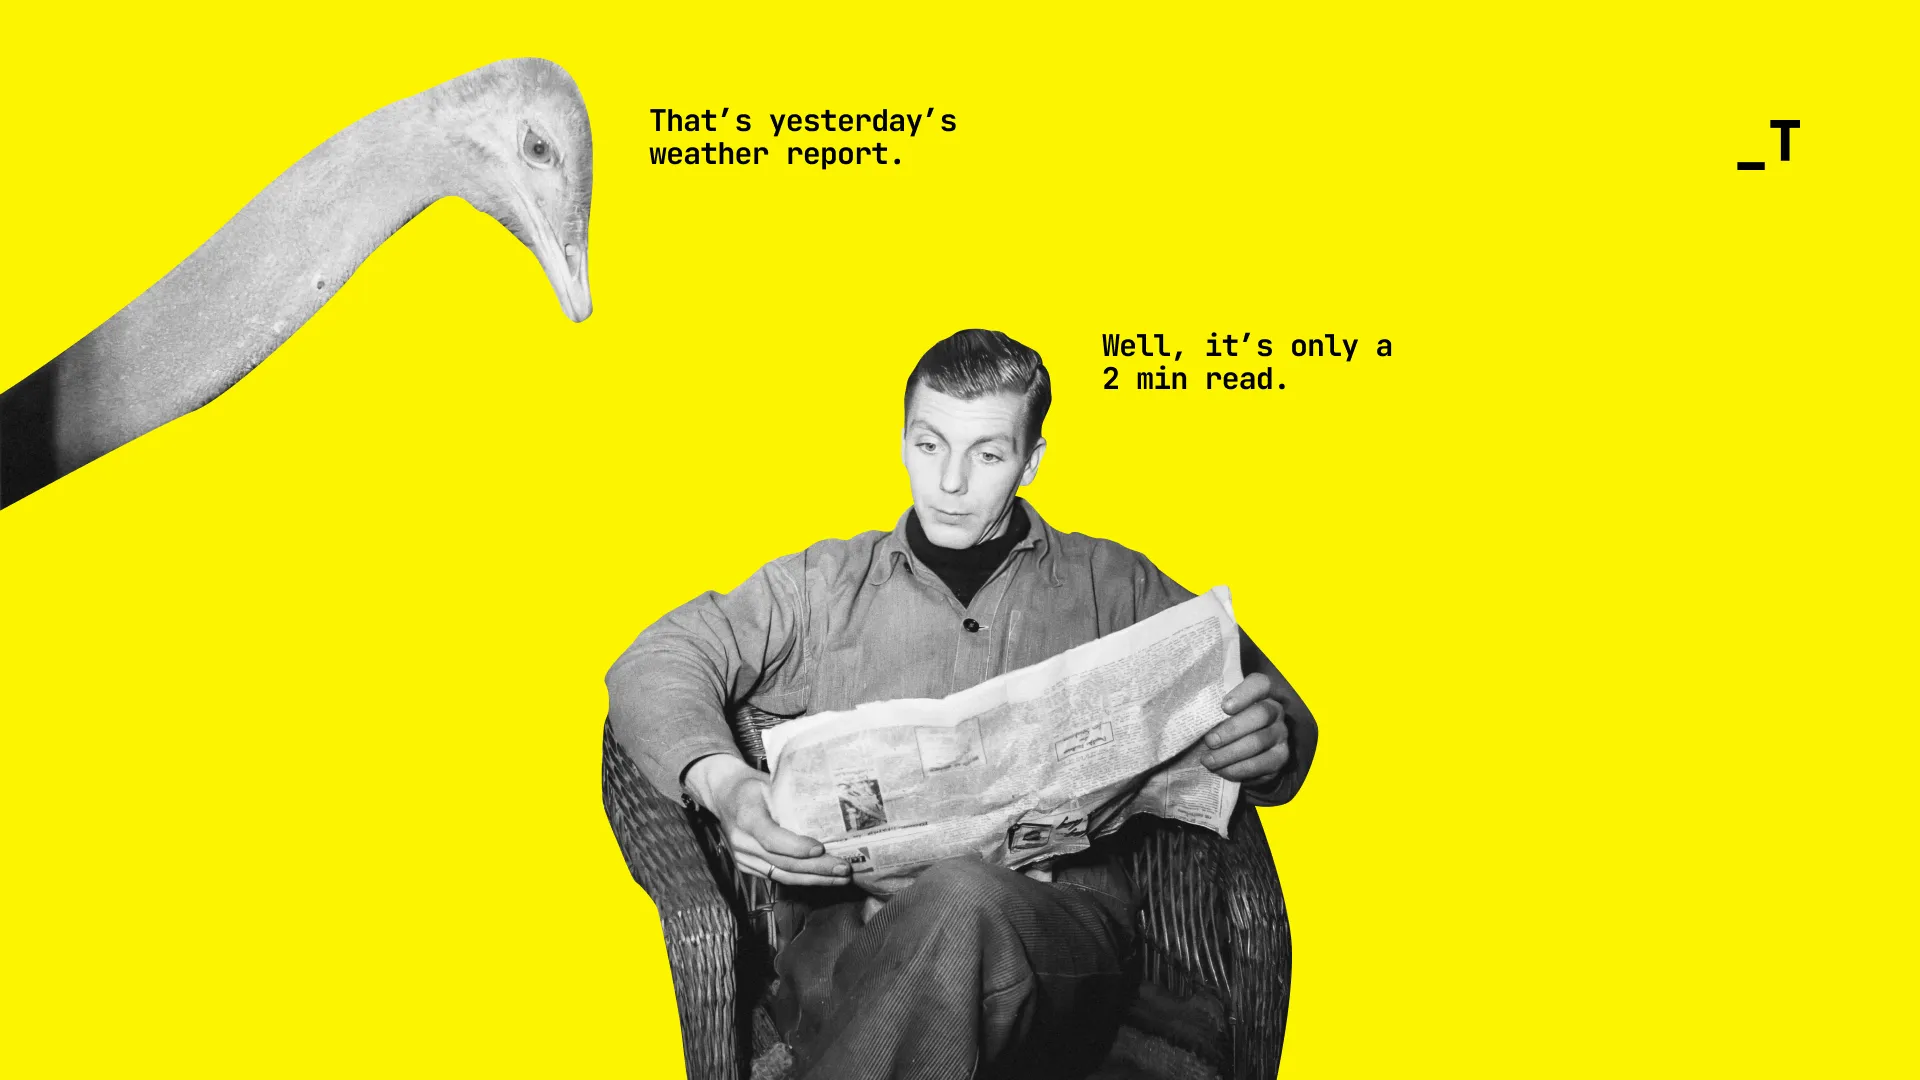 That’s yesterday’s
weather report.
_T
Well, it’s only a
2 min read.